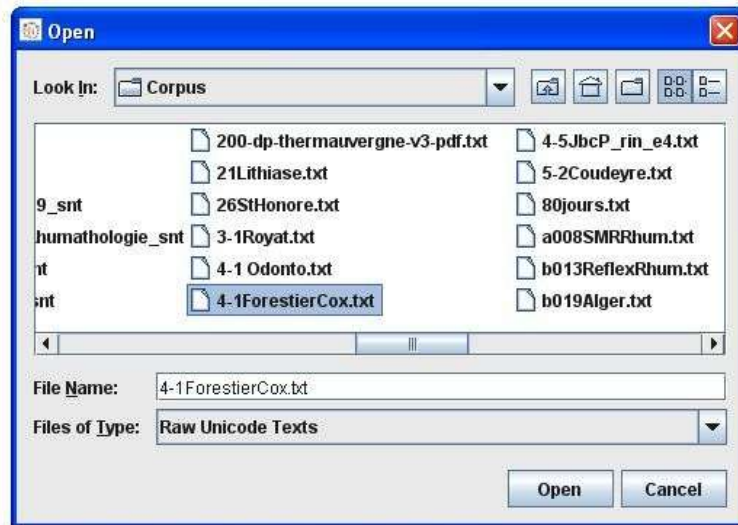 Open
Look In: Corpus
200-dp-thermauvergne-v3-pdf.txt
4-5JbcP_rin_e4.txt
21Lithiase.txt
5-2Coudeyre.txt
9_snt
26StHonore.txt
80jours.txt
humathologie_snt
3-1Royat.txt
a008SMRRhum.txt
nt
4-1 Odonto.txt
b013ReflexRhum.txt
snt
4-1ForestierCox.txt
b019Alger.txt
File Name: 4-1ForestierCox.txt
Files of Type: Raw Unicode Texts
Open
Cancel